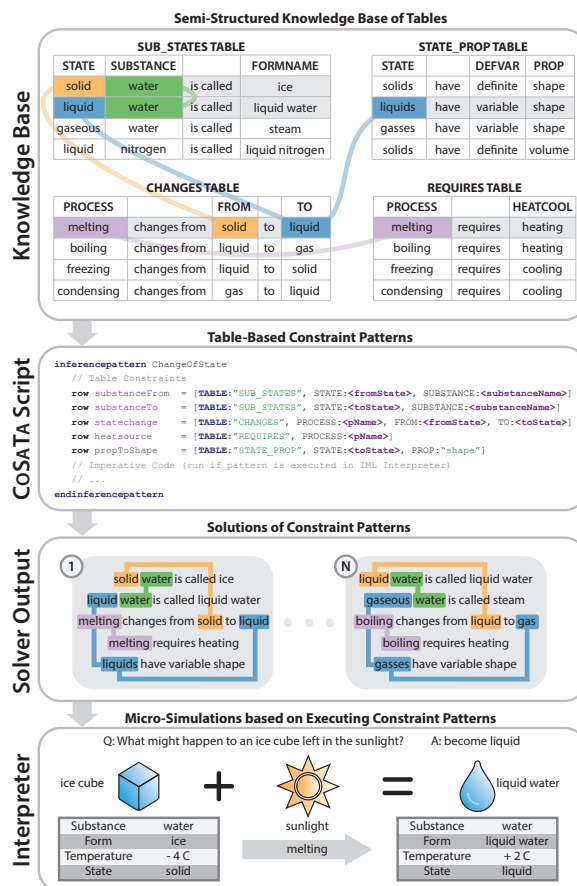 Semi-Structured Knowledge Base of Tables
Knowledge Base
SUB_STATES TABLE
STATE SUBSTANCE FORMNAME
solid water is called ice
liquid water is called liquid water
gaseous water is called steam
liquid nitrogen is called liquid nitrogen
STATE_PROP TABLE
STATE DEFVAR PROP
solids have definite shape
liquids have variable shape
gasses have variable shape
solids have definite volume
CHANGES TABLE
PROCESS FROM TO
melting changes from solid to liquid
boiling changes from liquid to gas
freezing changes from liquid to solid
condensing changes from gas to liquid
REQUIRES TABLE
PROCESS HEATCOOL
melting requires heating
boiling requires heating
freezing requires cooling
condensing requires cooling
Table-Based Constraint Patterns
COSATA Script
inferencepattern ChangeOfState
// Table Constraints
row substanceFrom = [TABLE:"SUB_STATES", STATE:<fromState>, SUBSTANCE:<substanceName>]
row substanceTo = [TABLE:"SUB_STATES", STATE:<toState>, SUBSTANCE:<substanceName>]
row statechange = [TABLE:"CHANGES", PROCESS:<pName>, FROM:<fromState>, TO:<toState>]
row heatsource = [TABLE:"REQUIRES", PROCESS:<pName>]
row propToShape = [TABLE:"STATE_PROP", STATE:<toState>, PROP:"shape"]
// Imperative Code (run if pattern is executed in IML Interpreter)
// ...
endinferencepattern
Solutions of Constraint Patterns
Solver Output
1
solid water is called ice
liquid water is called liquid water
melting changes from solid to liquid
melting requires heating
liquids have variable shape
N
liquid water is called liquid water
gaseous water is called steam
boiling changes from liquid to gas
boiling requires heating
gasses have variable shape
Micro-Simulations based on Executing Constraint Patterns
Interpreter
Q: What might happen to an ice cube left in the sunlight? A: become liquid
ice cube
+
sunlight
=
liquid water
melting
Substance water
Form ice
Temperature - 4 C
State solid
Substance water
Form liquid water
Temperature + 2 C
State liquid